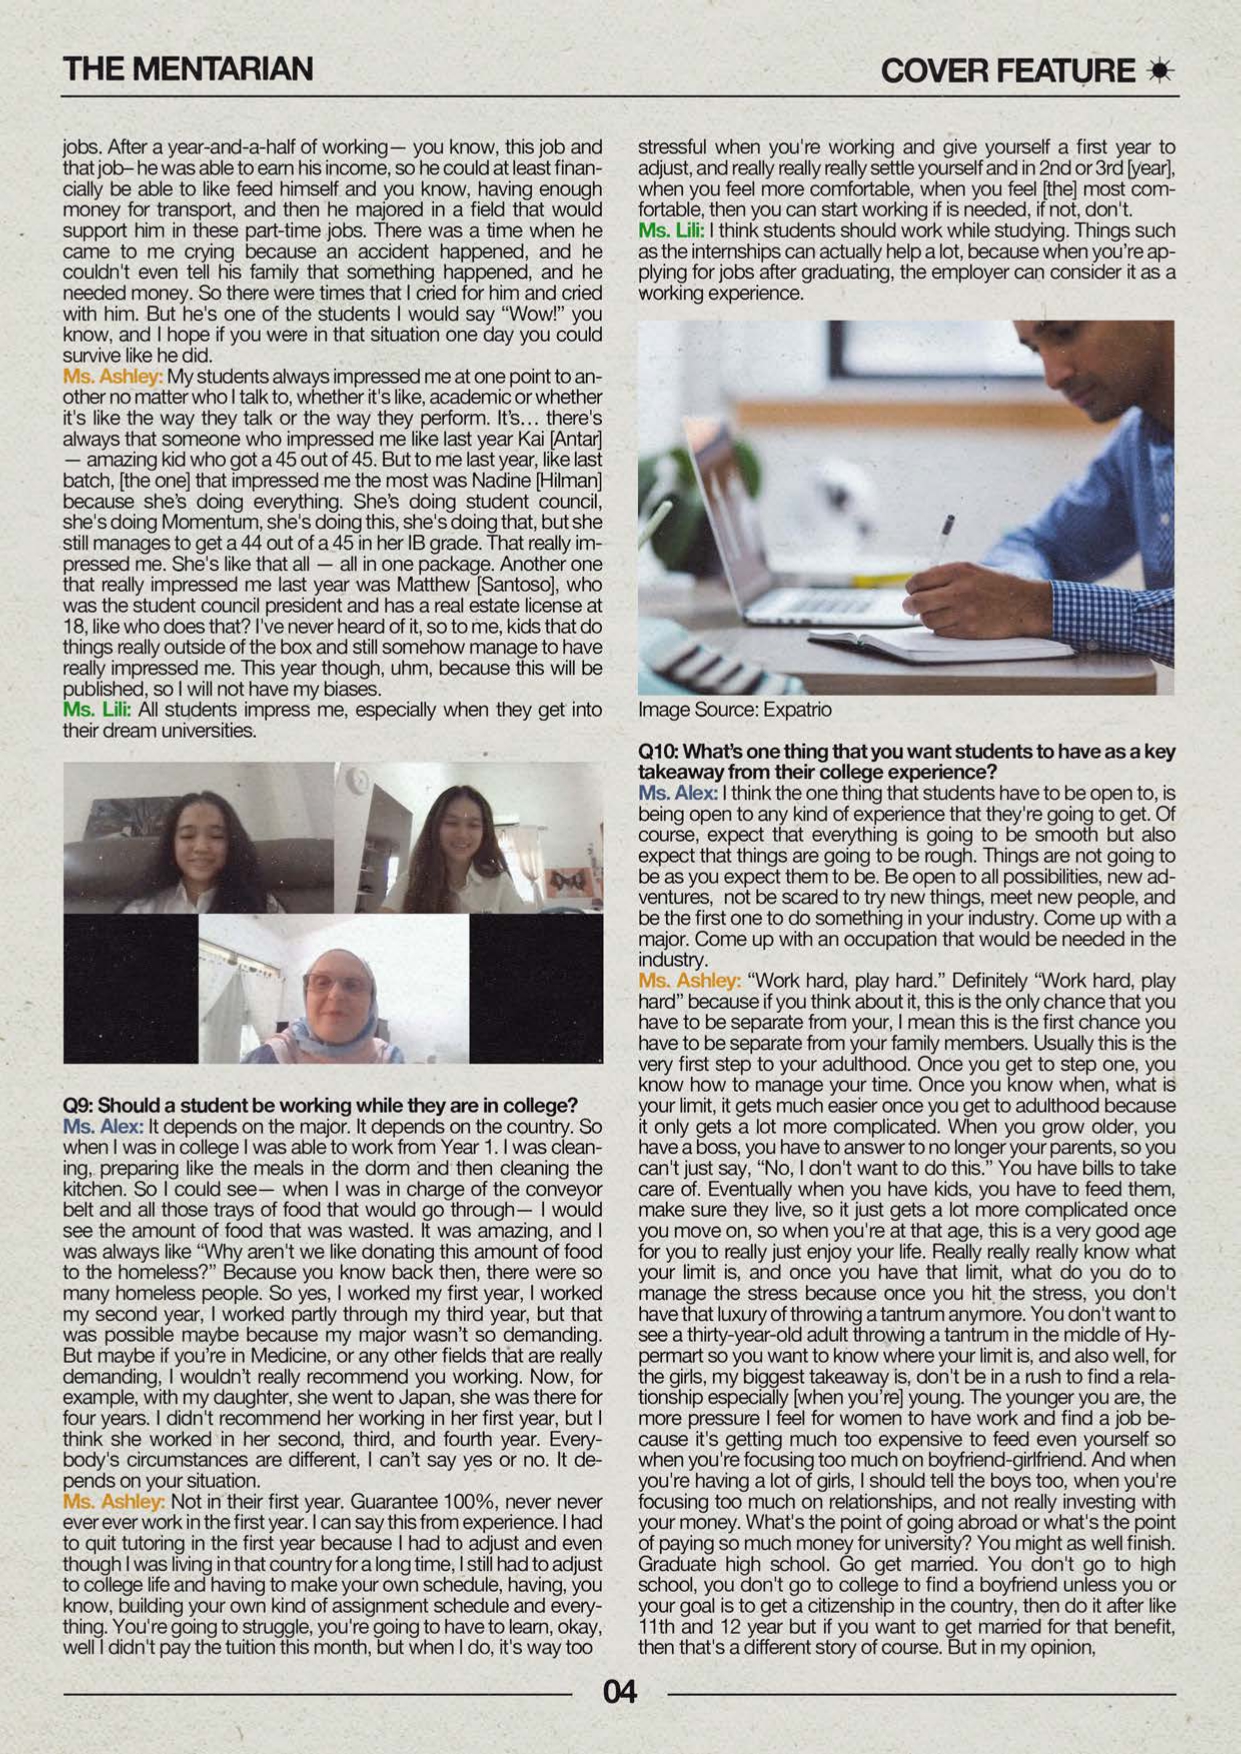 THE MENTARIAN
COVER FEATURE
jobs. After a year-and-a-half of working— you know, this job and
that job– he was able to earn his income, so he could at least finan-
cially be able to like feed himself and you know, having enough
money for transport, and then he majored in a field that would
support him in these part-time jobs. There was a time when he
came to me crying because an accident happened, and he
couldn't even tell his family that something happened, and he
needed money. So there were times that I cried for him and cried
with him. But he's one of the students I would say “Wow!” you
know, and I hope if you were in that situation one day you could
survive like he did.
Ms. Ashley: My students always impressed me at one point to an-
other no matter who I talk to, whether it's like, academic or whether
it's like the way they talk or the way they perform. It’s... there's
always that someone who impressed me like last year Kai [Antar]
— amazing kid who got a 45 out of 45. But to me last year, like last
batch, [the one] that impressed me the most was Nadine [Hilman]
because she’s doing everything. She’s doing student council,
she's doing Momentum, she's doing this, she's doing that, but she
still manages to get a 44 out of a 45 in her IB grade. That really im-
pressed me. She's like that all — all in one package. Another one
that really impressed me last year was Matthew [Santoso], who
was the student council president and has a real estate license at
18, like who does that? I've never heard of it, so to me, kids that do
things really outside of the box and still somehow manage to have
really impressed me. This year though, uhm, because this will be
published, so I will not have my biases.
Ms. Lili: All students impress me, especially when they get into
their dream universities.
Q9: Should a student be working while they are in college?
Ms. Alex: It depends on the major. It depends on the country. So
when I was in college I was able to work from Year 1. I was clean-
ing, preparing like the meals in the dorm and then cleaning the
kitchen. So I could see— when I was in charge of the conveyor
belt and all those trays of food that would go through— I would
see the amount of food that was wasted. It was amazing, and I
was always like “Why aren't we like donating this amount of food
to the homeless?” Because you know back then, there were so
many homeless people. So yes, I worked my first year, I worked
my second year, I worked partly through my third year, but that
was possible maybe because my major wasn’t so demanding.
But maybe if you’re in Medicine, or any other fields that are really
demanding, I wouldn’t really recommend you working. Now, for
example, with my daughter, she went to Japan, she was there for
four years. I didn't recommend her working in her first year, but I
think she worked in her second, third, and fourth year. Every-
body's circumstances are different, I can’t say yes or no. It de-
pends on your situation.
Ms. Ashley: Not in their first year. Guarantee 100%, never never
ever ever work in the first year. I can say this from experience. I had
to quit tutoring in the first year because I had to adjust and even
though I was living in that country for a long time, I still had to adjust
to college life and having to make your own schedule, having, you
know, building your own kind of assignment schedule and every-
thing. You're going to struggle, you're going to have to learn, okay,
well I didn't pay the tuition this month, but when I do, it's way too
stressful when you're working and give yourself a first year to
adjust, and really really really settle yourself and in 2nd or 3rd [year],
when you feel more comfortable, when you feel [the] most com-
fortable, then you can start working if is needed, if not, don't.
Ms. Lili: I think students should work while studying. Things such
as the internships can actually help a lot, because when you’re ap-
plying for jobs after graduating, the employer can consider it as a
working experience.
Image Source: Expatrio
Q10: What’s one thing that you want students to have as a key
takeaway from their college experience?
Ms. Alex: I think the one thing that students have to be open to, is
being open to any kind of experience that they're going to get. Of
course, expect that everything is going to be smooth but also
expect that things are going to be rough. Things are not going to
be as you expect them to be. Be open to all possibilities, new ad-
ventures,  not be scared to try new things, meet new people, and
be the first one to do something in your industry. Come up with a
major. Come up with an occupation that would be needed in the
industry.
Ms. Ashley: “Work hard, play hard.” Definitely “Work hard, play
hard” because if you think about it, this is the only chance that you
have to be separate from your, I mean this is the first chance you
have to be separate from your family members. Usually this is the
very first step to your adulthood. Once you get to step one, you
know how to manage your time. Once you know when, what is
your limit, it gets much easier once you get to adulthood because
it only gets a lot more complicated. When you grow older, you
have a boss, you have to answer to no longer your parents, so you
can't just say, “No, I don't want to do this.” You have bills to take
care of. Eventually when you have kids, you have to feed them,
make sure they live, so it just gets a lot more complicated once
you move on, so when you're at that age, this is a very good age
for you to really just enjoy your life. Really really really know what
your limit is, and once you have that limit, what do you do to
manage the stress because once you hit the stress, you don't
have that luxury of throwing a tantrum anymore. You don't want to
see a thirty-year-old adult throwing a tantrum in the middle of Hy-
permart so you want to know where your limit is, and also well, for
the girls, my biggest takeaway is, don't be in a rush to find a rela-
tionship especially [when you’re] young. The younger you are, the
more pressure I feel for women to have work and find a job be-
cause it's getting much too expensive to feed even yourself so
when you're focusing too much on boyfriend-girlfriend. And when
you're having a lot of girls, I should tell the boys too, when you're
focusing too much on relationships, and not really investing with
your money. What's the point of going abroad or what's the point
of paying so much money for university? You might as well finish.
Graduate high school. Go get married. You don't go to high
school, you don't go to college to find a boyfriend unless you or
your goal is to get a citizenship in the country, then do it after like
11th and 12 year but if you want to get married for that benefit,
then that's a different story of course. But in my opinion,
04